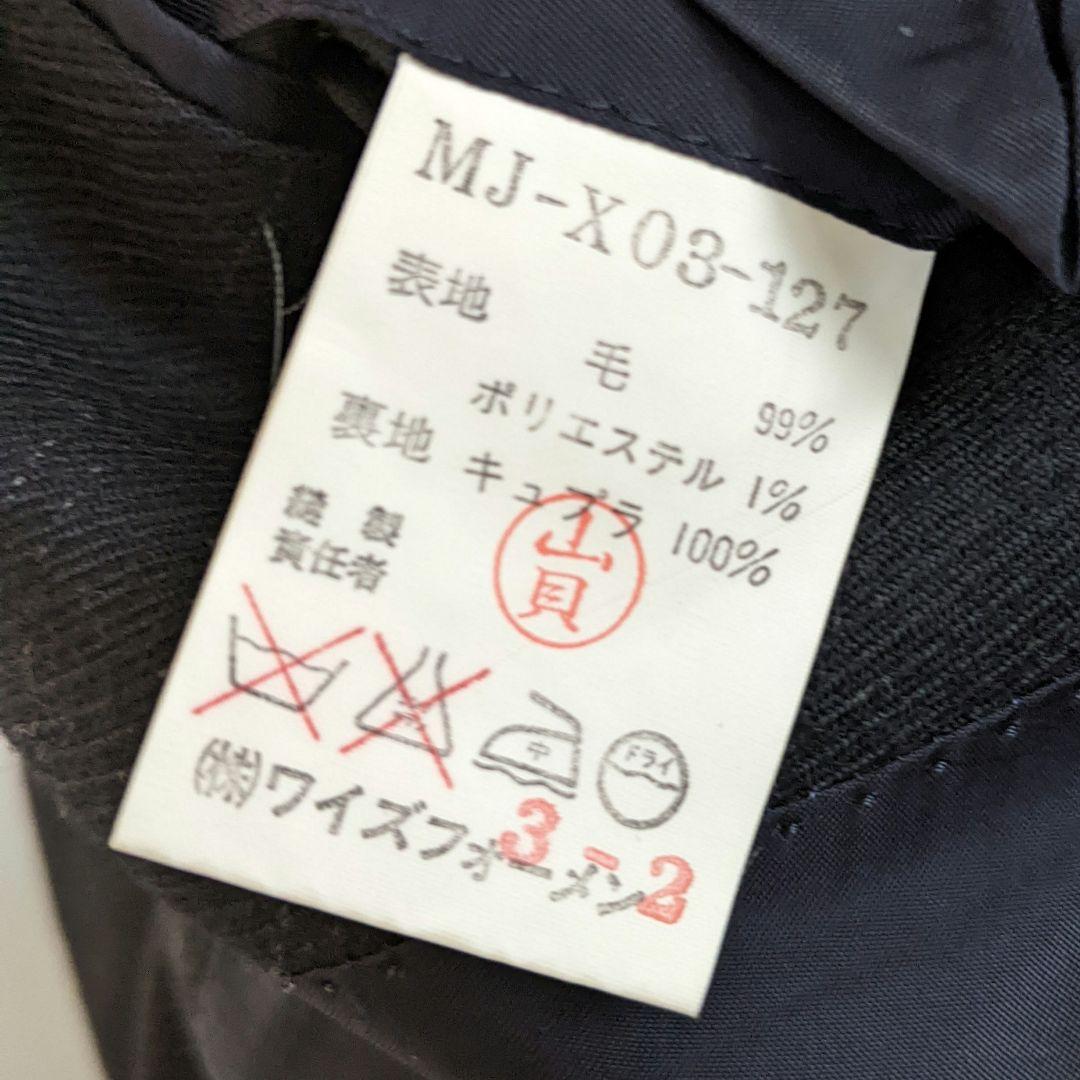 MJ-X03-127
表地
毛 99%
ポリエステル 1%
裏地 キュプラ 100%
縫製
責任者
山貝
中
ドライ
㈱ワイズフォーメン
3-2